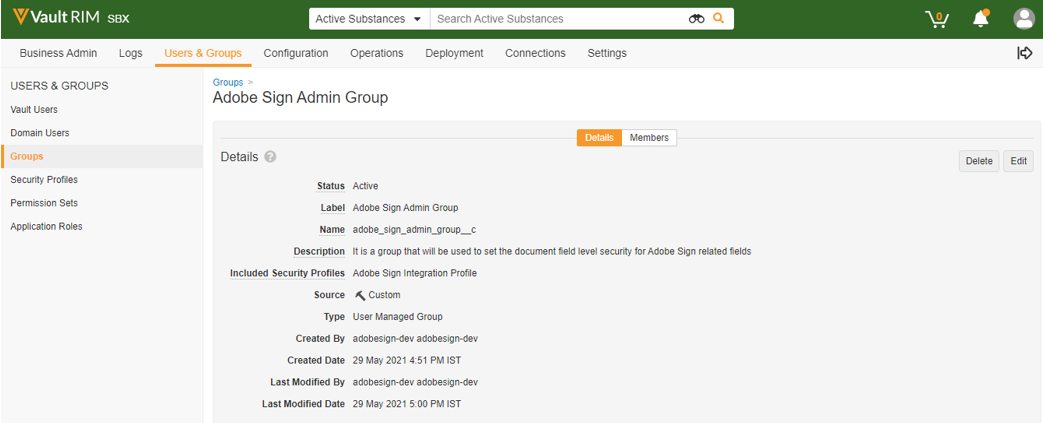 Vault RIM SBX
Active Substances
Search Active Substances
0
Business Admin Logs Users & Groups Configuration Operations Deployment Connections Settings
USERS & GROUPS
Vault Users
Domain Users
Groups
Security Profiles
Permission Sets
Application Roles
Groups >
Adobe Sign Admin Group
Details Members
Details ?
Delete Edit
Status Active
Label Adobe Sign Admin Group
Name adobe_sign_admin_group__c
Description It is a group that will be used to set the document field level security for Adobe Sign related fields
Included Security Profiles Adobe Sign Integration Profile
Source Custom
Type User Managed Group
Created By adobesign-dev adobesign-dev
Created Date 29 May 2021 4:51 PM IST
Last Modified By adobesign-dev adobesign-dev
Last Modified Date 29 May 2021 5:00 PM IST